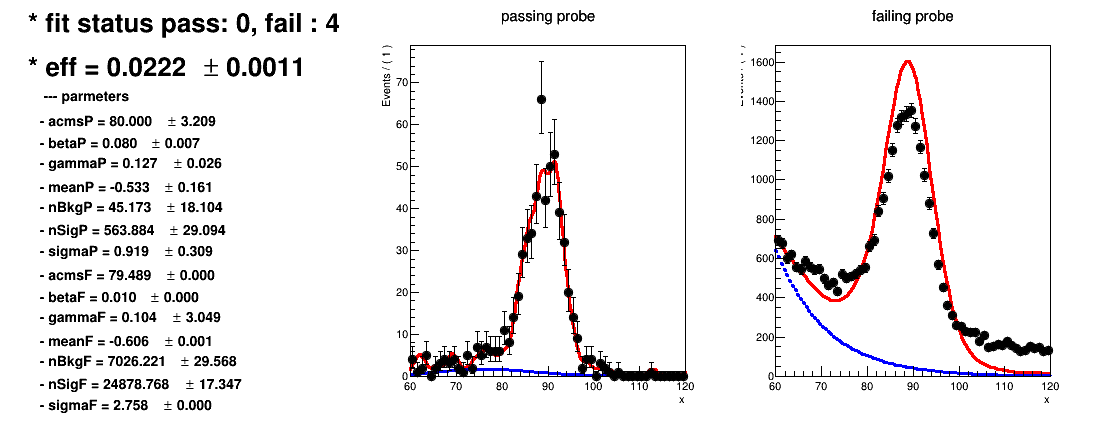 * fit status pass: 0, fail : 4
* eff = 0.0222 ± 0.0011
--- parmeters
- acmsP = 80.000 ± 3.209
- betaP = 0.080 ± 0.007
- gammaP = 0.127 ± 0.026
- meanP = -0.533 ± 0.161
- nBkgP = 45.173 ± 18.104
- nSigP = 563.884 ± 29.094
- sigmaP = 0.919 ± 0.309
- acmsF = 79.489 ± 0.000
- betaF = 0.010 ± 0.000
- gammaF = 0.104 ± 3.049
- meanF = -0.606 ± 0.001
- nBkgF = 7026.221 ± 29.568
- nSigF = 24878.768 ± 17.347
- sigmaF = 2.758 ± 0.000
passing probe
Events / ( 1 )
70
60
50
40
30
20
10
0
60 70 80 90 100 110 120
x
failing probe
1600
1400
1200
1000
800
600
400
200
0
60 70 80 90 100 110 120
x